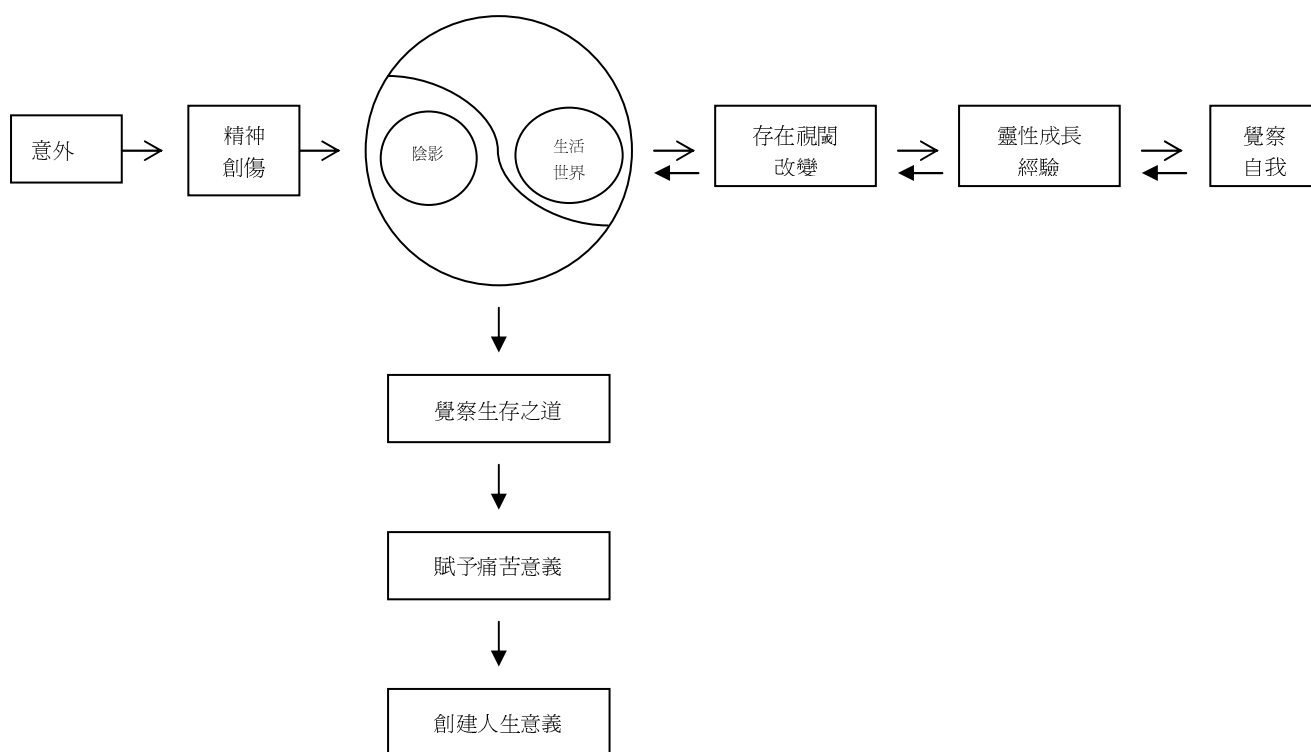 意外
精神
創傷
陰影
生活
世界
存在視閾
改變
靈性成長
經驗
覺察
自我
覺察生存之道
賦予痛苦意義
創建人生意義